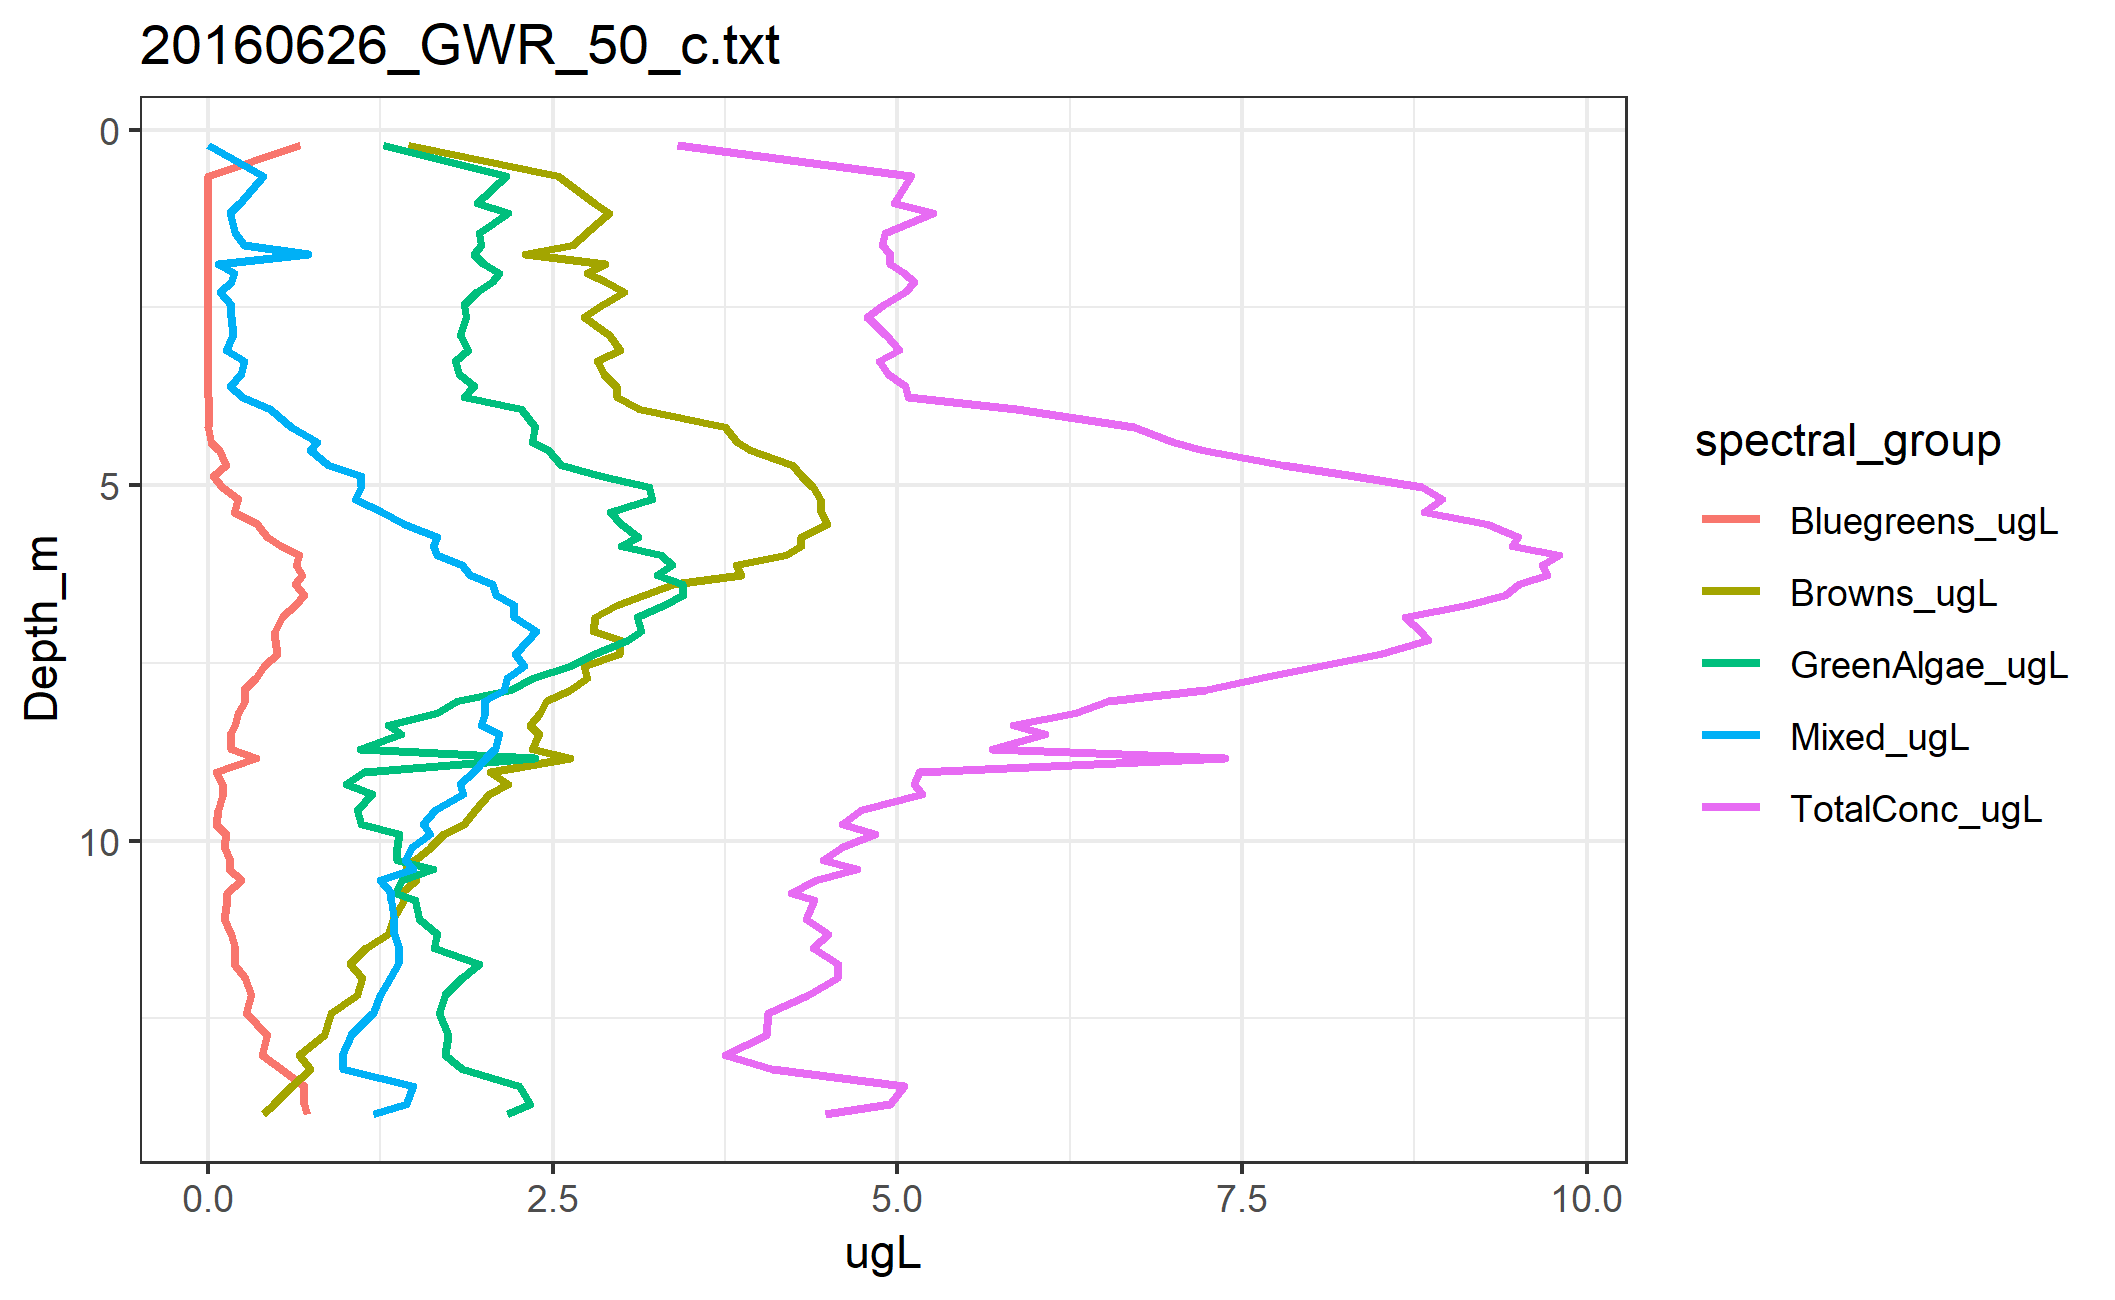 20160626_GWR_50_c.txt
0
5
10
Depth_m
0.0 2.5 5.0 7.5 10.0
ugL
spectral_group
Bluegreens_ugL
Browns_ugL
GreenAlgae_ugL
Mixed_ugL
TotalConc_ugL